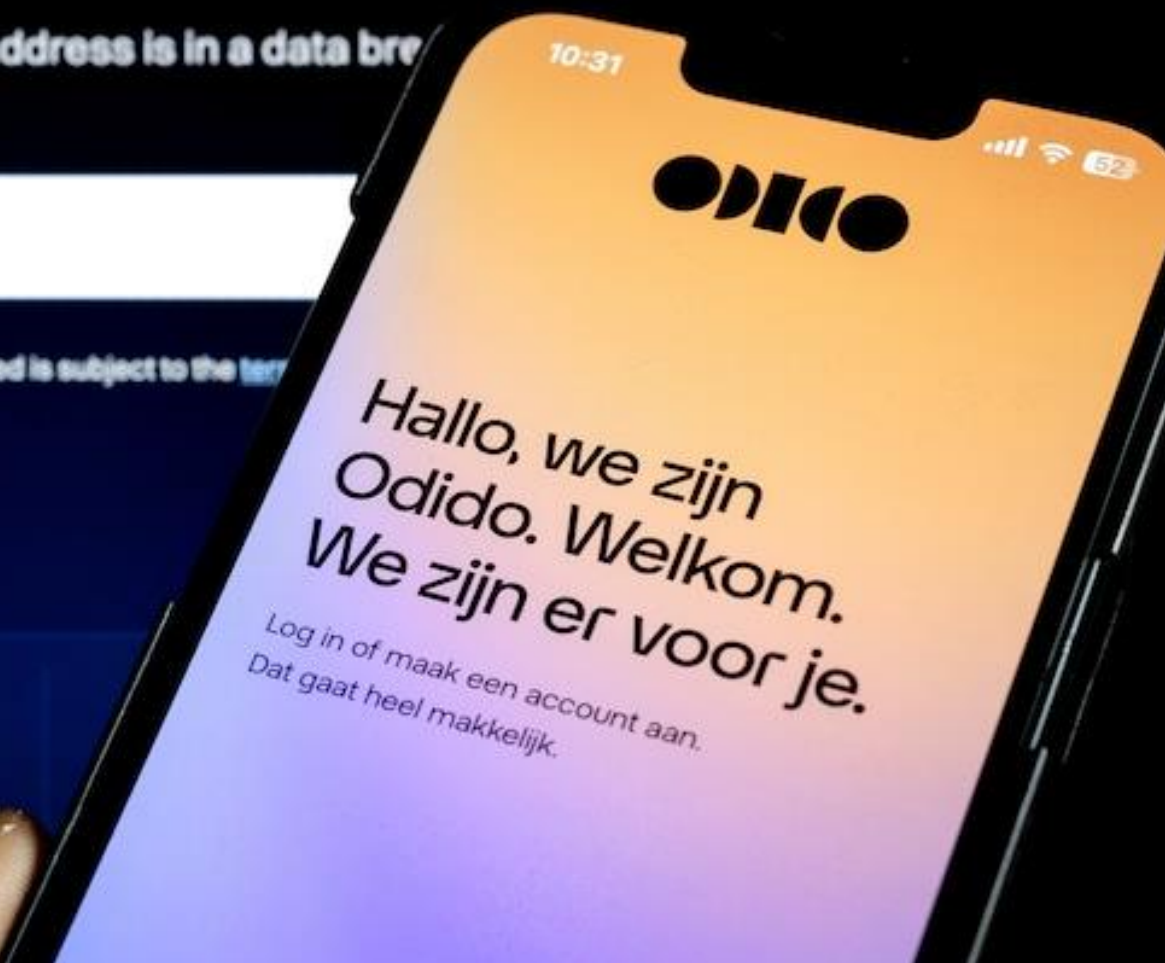 ddress is in a data bre
10:31
52
ODIDO
ed is subject to the ter
Hallo, we zijn
Odido. Welkom.
We zijn er voor je.
Log in of maak een account aan.
Dat gaat heel makkelijk.